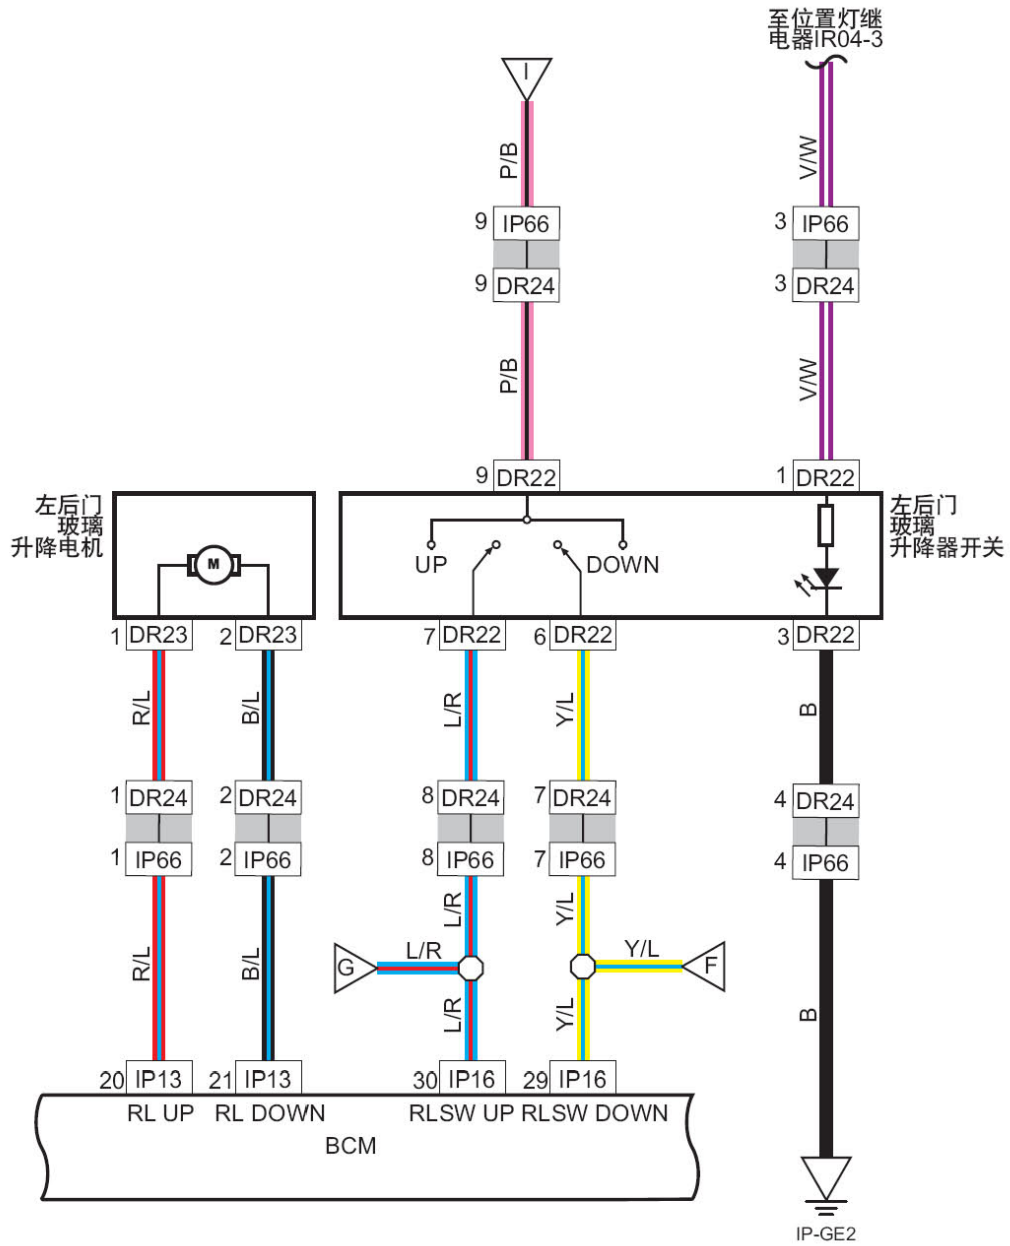 至位置灯继
电器IR04-3
I
P/B
V/W
9 IP66
3 IP66
9 DR24
3 DR24
P/B
V/W
9 DR22
1 DR22
左后门
玻璃
升降电机
M
UP
DOWN
左后门
玻璃
升降器开关
1 DR23
2 DR23
7 DR22
6 DR22
3 DR22
R/L
B/L
L/R
Y/L
B
1 DR24
2 DR24
8 DR24
7 DR24
4 DR24
1 IP66
2 IP66
8 IP66
7 IP66
4 IP66
R/L
B/L
L/R
Y/L
G
L/R
Y/L
F
L/R
Y/L
B
20 IP13
21 IP13
30 IP16
29 IP16
RL UP
RL DOWN
RLSW UP
RLSW DOWN
BCM
IP-GE2